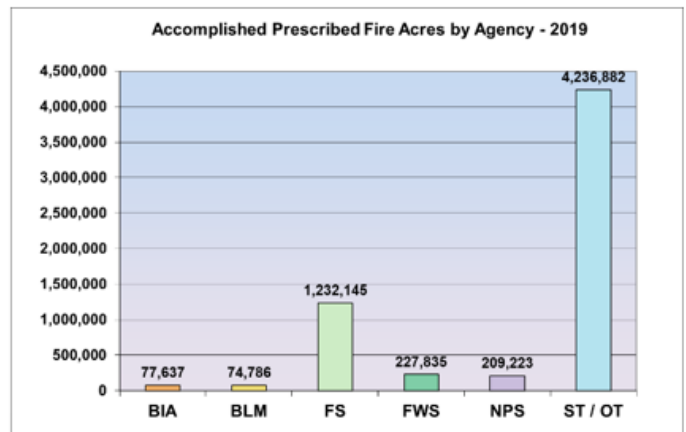 Accomplished Prescribed Fire Acres by Agency - 2019
4,500,000
4,000,000
3,500,000
3,000,000
2,500,000
2,000,000
1,500,000
1,000,000
500,000
0
77,637
74,786
1,232,145
227,835
209,223
4,236,882
BIA
BLM
FS
FWS
NPS
ST / OT